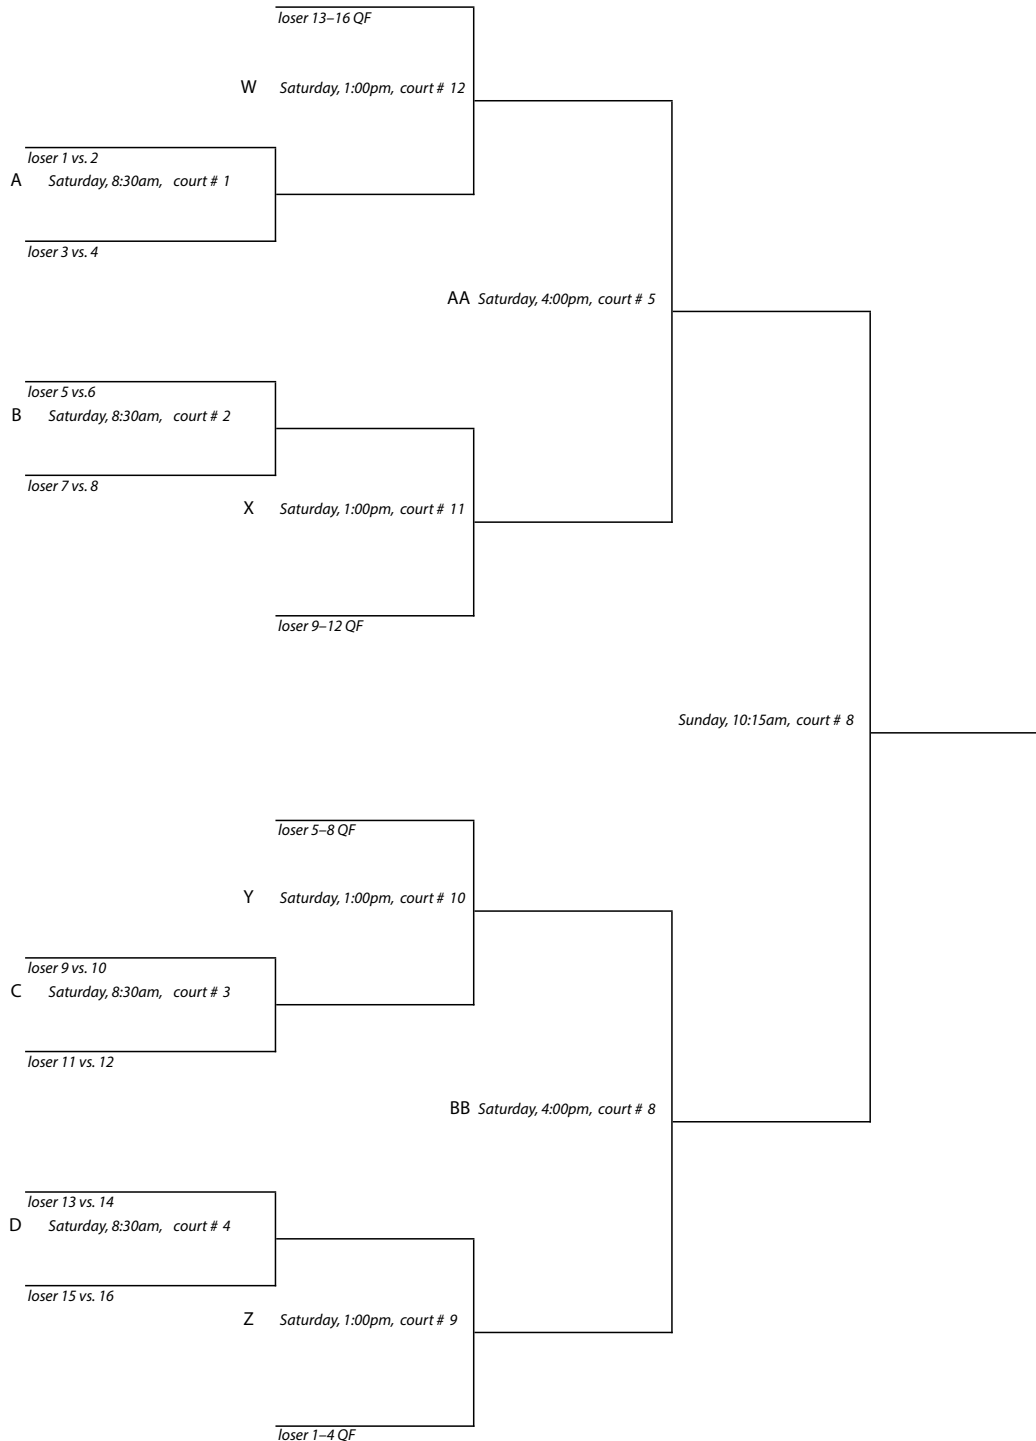 loser 13–16 QF
W Saturday, 1:00pm, court # 12
loser 1 vs. 2
A Saturday, 8:30am, court # 1
loser 3 vs. 4
AA Saturday, 4:00pm, court # 5
loser 5 vs.6
B Saturday, 8:30am, court # 2
loser 7 vs. 8
X Saturday, 1:00pm, court # 11
loser 9–12 QF
Sunday, 10:15am, court # 8
loser 5–8 QF
Y Saturday, 1:00pm, court # 10
loser 9 vs. 10
C Saturday, 8:30am, court # 3
loser 11 vs. 12
BB Saturday, 4:00pm, court # 8
loser 13 vs. 14
D Saturday, 8:30am, court # 4
loser 15 vs. 16
Z Saturday, 1:00pm, court # 9
loser 1–4 QF